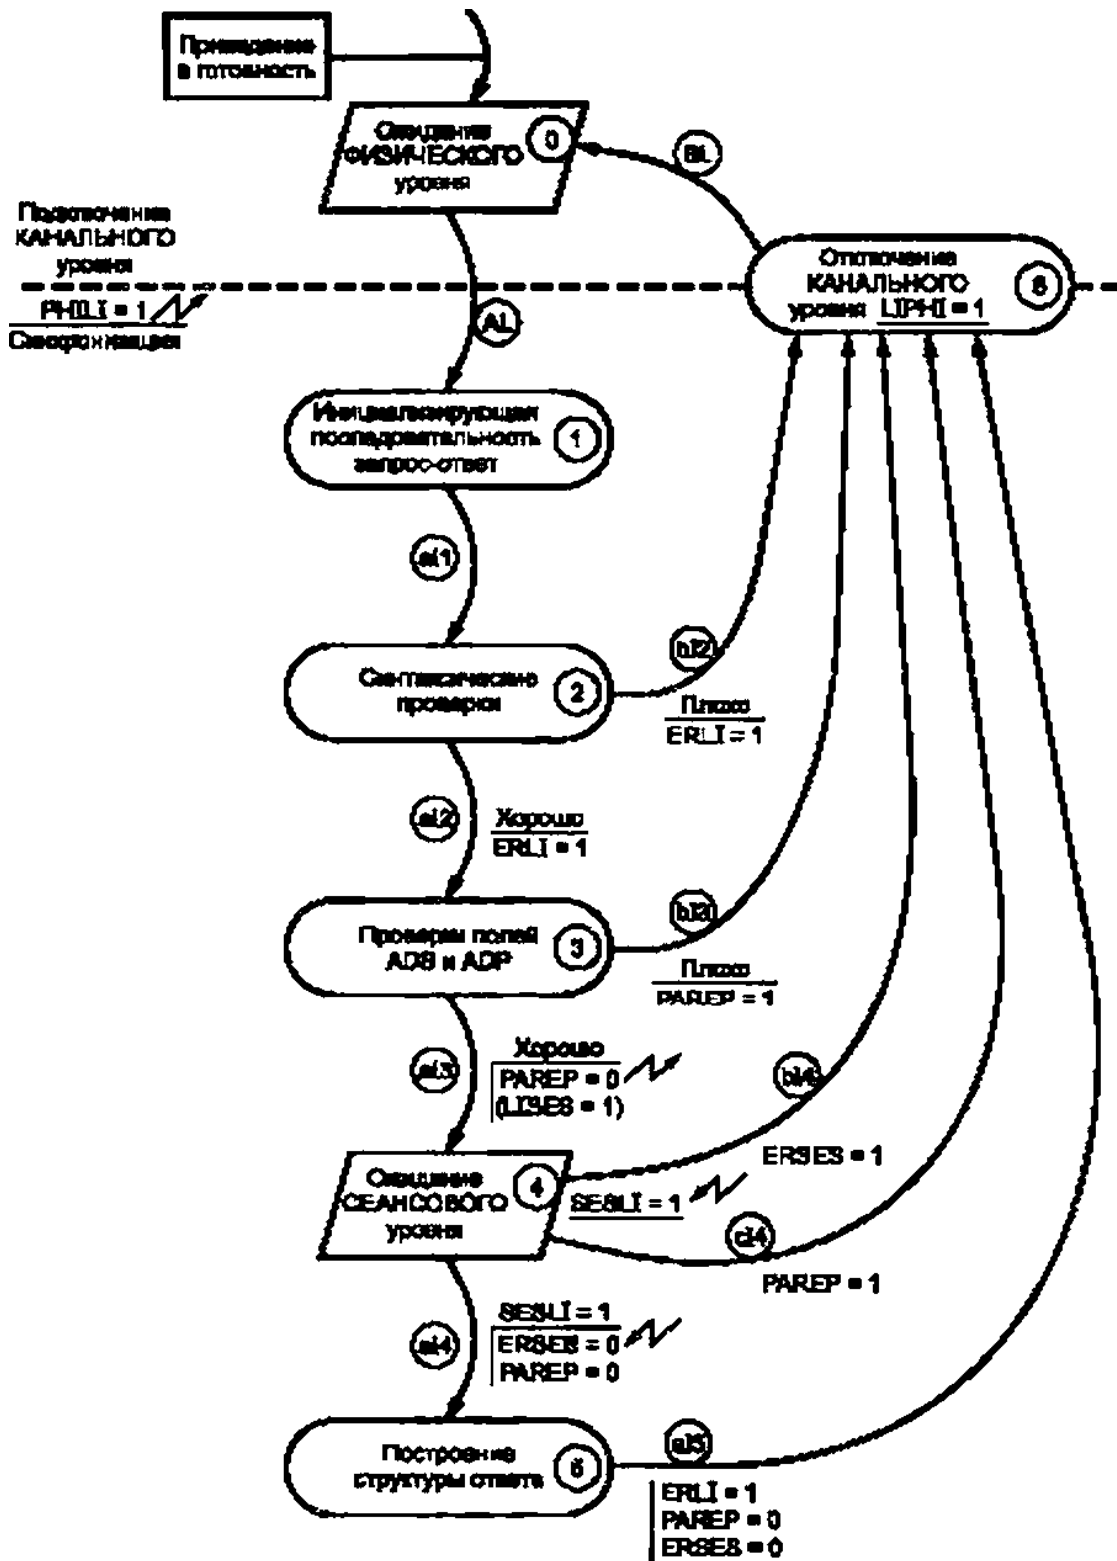 Приведение
в готовность
Ожидание
ФИЗИЧЕСКОГО
уровня
0
BL
Подключение
КАНАЛЬНОГО
уровня
PHILI = 1
Синхронизация
Отключение
КАНАЛЬНОГО
уровня LIPHI = 1
AL
Инициализирующая
последовательность
запрос-ответ
1
al1
Синтаксические
проверки
2
bl2
Плохо
ERLI = 1
al2
Хорошо
ERLI = 1
Проверки полей
ADS и ADP
3
Плохо
PAREP = 1
al3
Хорошо
PAREP = 0
(LISES = 1)
bl4
ERSES = 1
Ожидание
СЕАНСОВОГО
уровня
4
SESLI = 1
cl4
PAREP = 1
al4
SESLI = 1
ERSES = 0
PAREP = 0
Построение
структуры ответа
al5
ERLI = 1
PAREP = 0
ERSES = 0